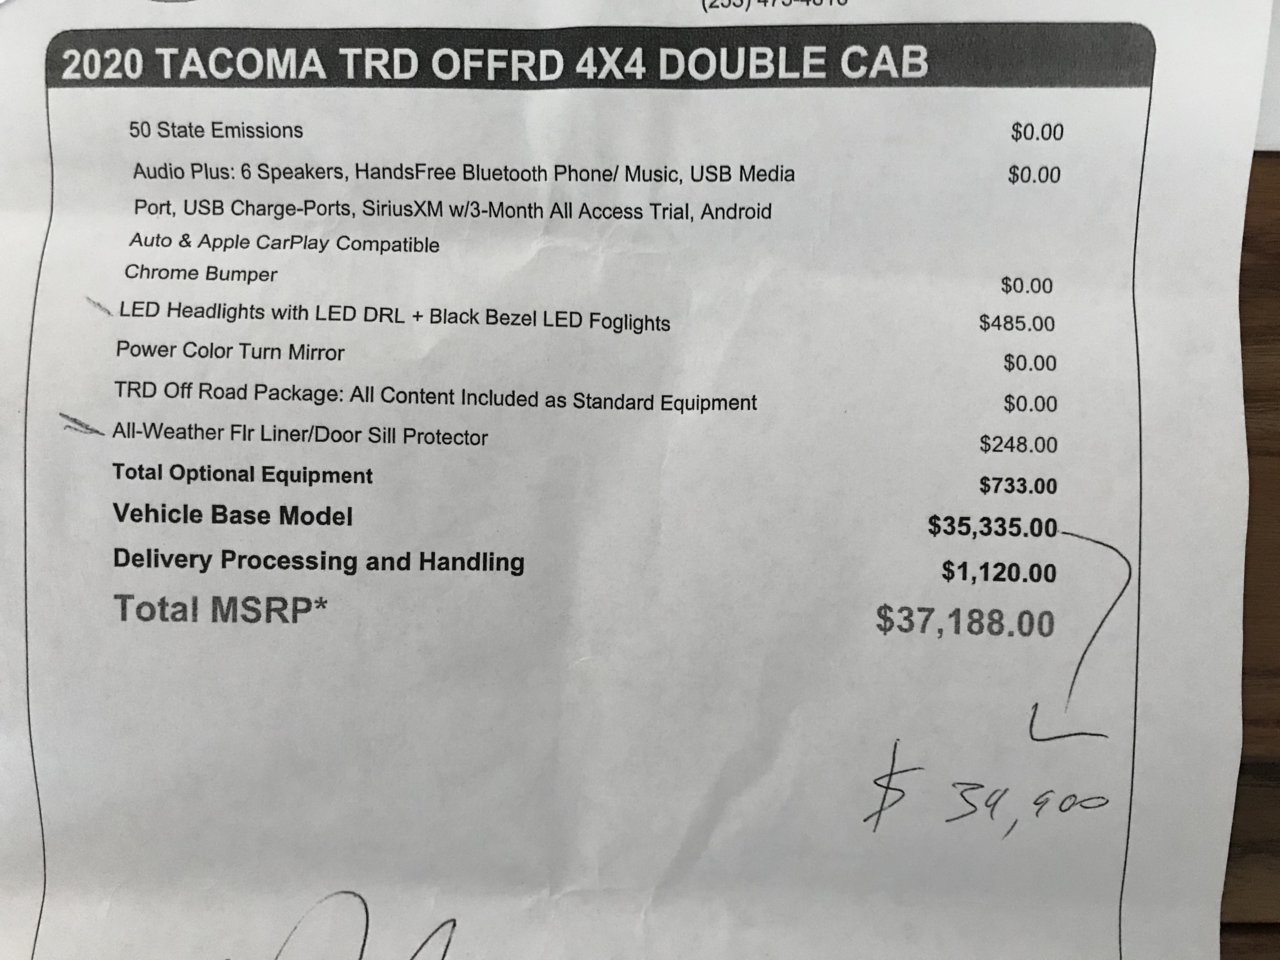 2020 TACOMA TRD OFFRD 4X4 DOUBLE CAB
50 State Emissions $0.00
Audio Plus: 6 Speakers, HandsFree Bluetooth Phone/ Music, USB Media $0.00
Port, USB Charge-Ports, SiriusXM w/3-Month All Access Trial, Android
Auto & Apple CarPlay Compatible
Chrome Bumper $0.00
LED Headlights with LED DRL + Black Bezel LED Foglights $485.00
Power Color Turn Mirror $0.00
TRD Off Road Package: All Content Included as Standard Equipment $0.00
All-Weather Flr Liner/Door Sill Protector $248.00
Total Optional Equipment $733.00
Vehicle Base Model $35,335.00
Delivery Processing and Handling $1,120.00
Total MSRP* $37,188.00
$ 34,900